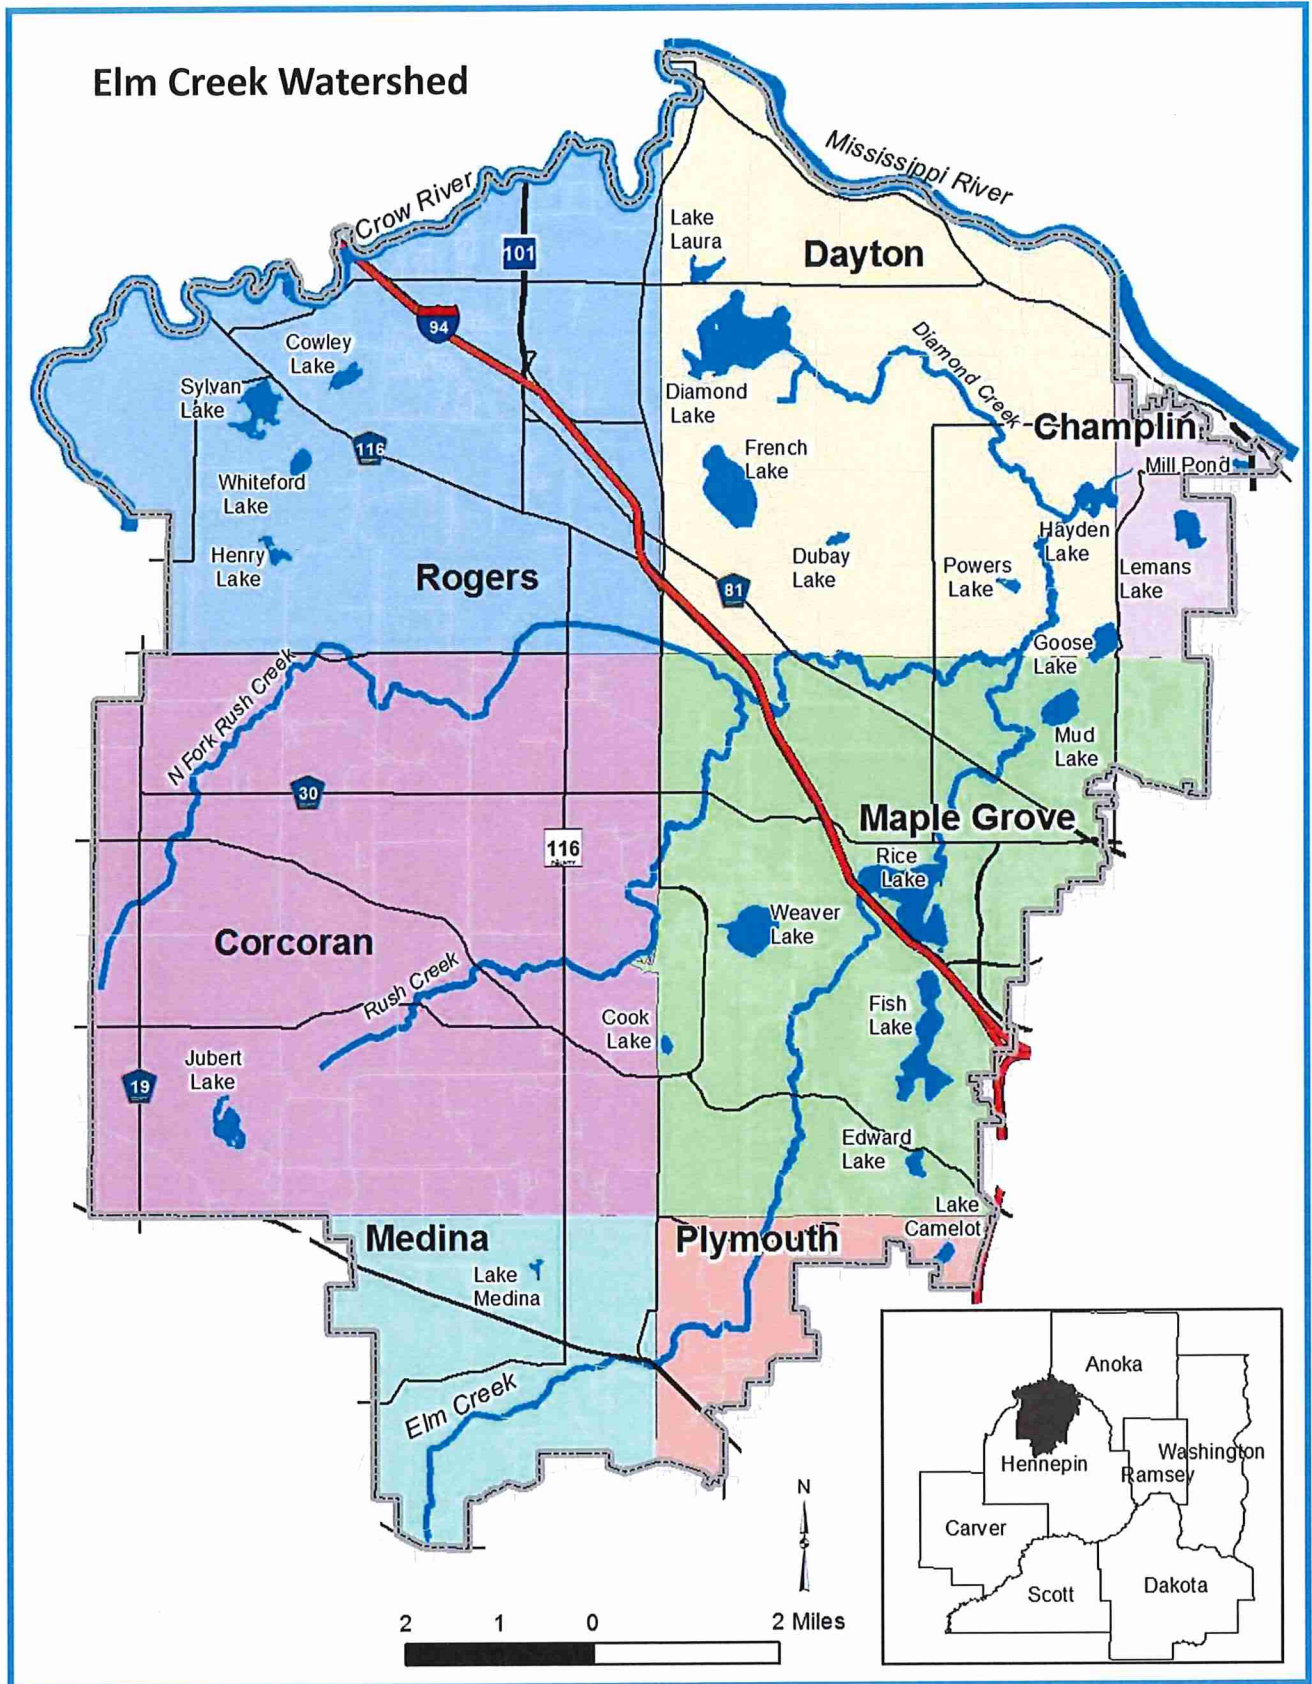 Elm Creek Watershed
Mississippi River
Crow River
Lake
Laura
Dayton
101
94
Cowley
Lake
Sylvan
Lake
Diamond Creek
Diamond
Lake
Champlin
116
French
Lake
Mill Pond
Whiteford
Lake
Hayden
Lake
Henry
Lake
Dubay
Lake
Powers
Lake
Lemans
Lake
Rogers
81
Goose
Lake
N Fork Rush Creek
Mud
Lake
30
Maple Grove
116
COUNTY
Rice
Lake
Weaver
Lake
Corcoran
Rush Creek
Fish
Lake
Cook
Lake
Jubert
Lake
19
Edward
Lake
Lake
Camelot
Medina
Plymouth
Lake
Medina
Elm Creek
Anoka
Hennepin
Washington
Ramsey
Carver
Scott
Dakota
N
2 1 0 2 Miles